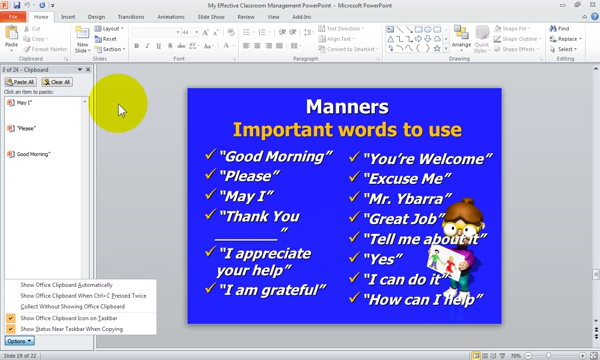 My Effective Classroom Management PowerPoint - Microsoft PowerPoint
File Home Insert Design Transitions Animations Slide Show Review View Add-Ins
Paste
New Slide
Layout
Reset
Section
44
Text Direction
Align Text
Convert to SmartArt
Arrange
Quick Styles
Shape Fill
Shape Outline
Shape Effects
Find
Replace
Select
Clipboard Slides Font Paragraph Drawing Editing
3 of 24 - Clipboard
Paste All Clear All
Click an item to paste:
May I”
“Please”
Good Morning”
Show Office Clipboard Automatically
Show Office Clipboard When Ctrl+C Pressed Twice
Collect Without Showing Office Clipboard
Show Office Clipboard Icon on Taskbar
Show Status Near Taskbar When Copying
Options
Manners
Important words to use
“Good Morning”
“Please”
“May I”
“Thank You
________”
“I appreciate
your help”
“I am grateful”
“You’re Welcome”
“Excuse Me”
“Mr. Ybarra”
“Great Job”
“Tell me about it”
“Yes”
“I can do it”
“How can I help”
Slide 19 of 22
70%